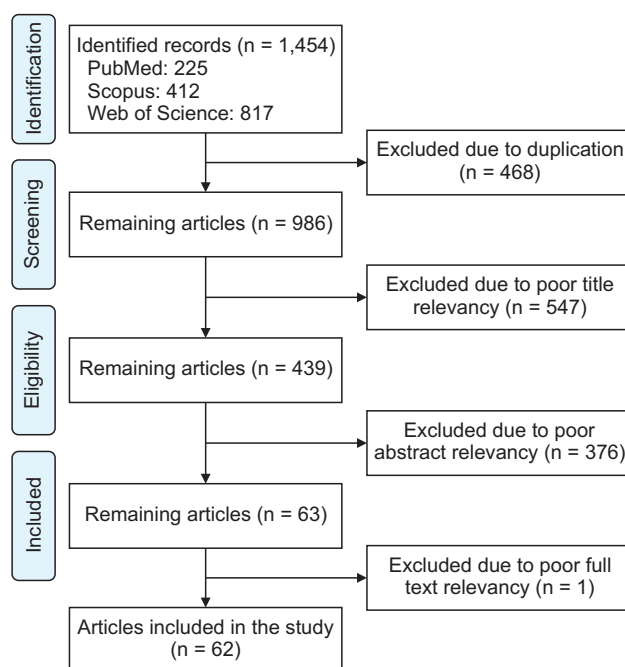 Identification
Identified records (n = 1,454)
PubMed: 225
Scopus: 412
Web of Science: 817
Excluded due to duplication
(n = 468)
Screening
Remaining articles (n = 986)
Excluded due to poor title
relevancy (n = 547)
Eligibility
Remaining articles (n = 439)
Excluded due to poor
abstract relevancy (n = 376)
Included
Remaining articles (n = 63)
Excluded due to poor full
text relevancy (n = 1)
Articles included in the study
(n = 62)